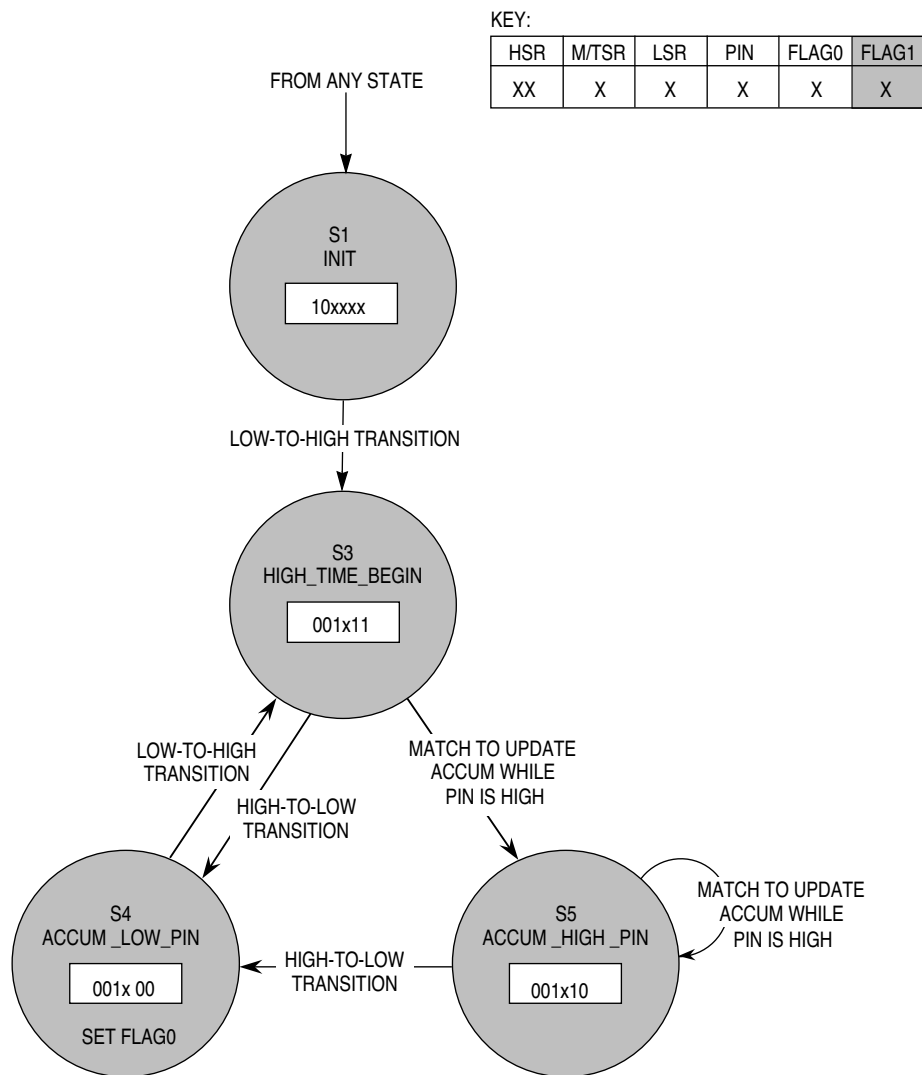 KEY:
HSR M/TSR LSR PIN FLAG0 FLAG1
XX X X X X X
FROM ANY STATE
S1
INIT
10xxxx
LOW-TO-HIGH TRANSITION
S3
HIGH_TIME_BEGIN
001x11
LOW-TO-HIGH
TRANSITION
HIGH-TO-LOW
TRANSITION
MATCH TO UPDATE
ACCUM WHILE
PIN IS HIGH
S4
ACCUM _LOW_PIN
001x 00
SET FLAG0
HIGH-TO-LOW
TRANSITION
S5
ACCUM _HIGH _PIN
001x10
MATCH TO UPDATE
ACCUM WHILE
PIN IS HIGH